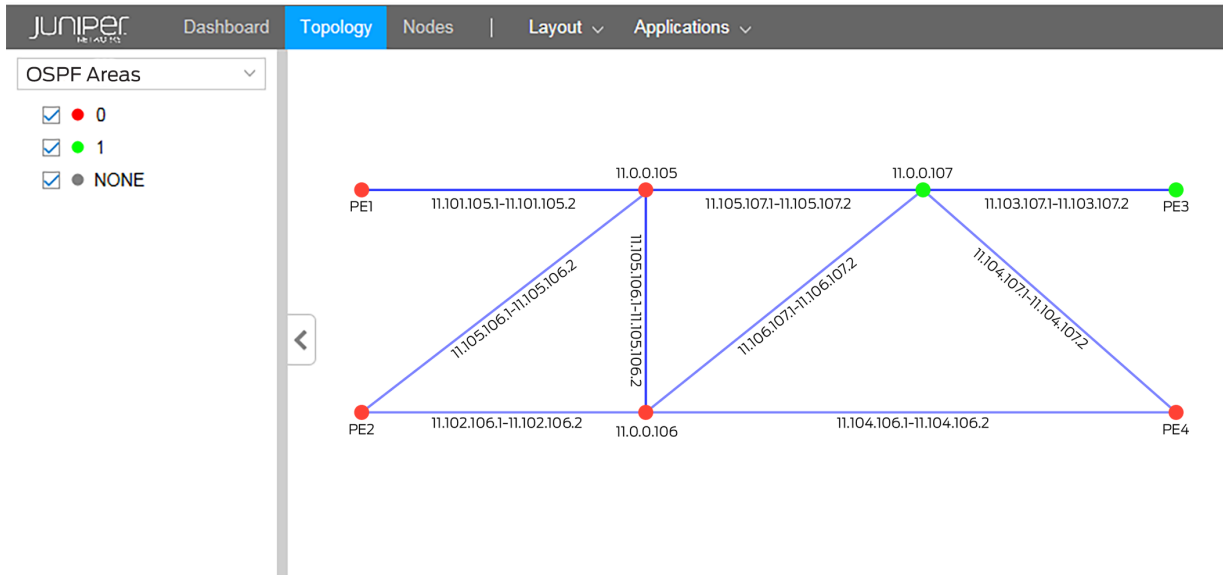 JUNIPEr
NETWORKS
Dashboard
Topology
Nodes
|
Layout
Applications
OSPF Areas
0
1
NONE
11.0.0.105
11.0.0.107
PE1
11.101.105.1-11.101.105.2
11.105.107.1-11.105.107.2
11.103.107.1-11.103.107.2
PE3
11.105.106.1-11.105.106.2
11.105.106.1-11.105.106.2
11.106.107.1-11.106.107.2
11.104.107.1-11.104.107.2
PE2
11.102.106.1-11.102.106.2
11.0.0.106
11.104.106.1-11.104.106.2
PE4